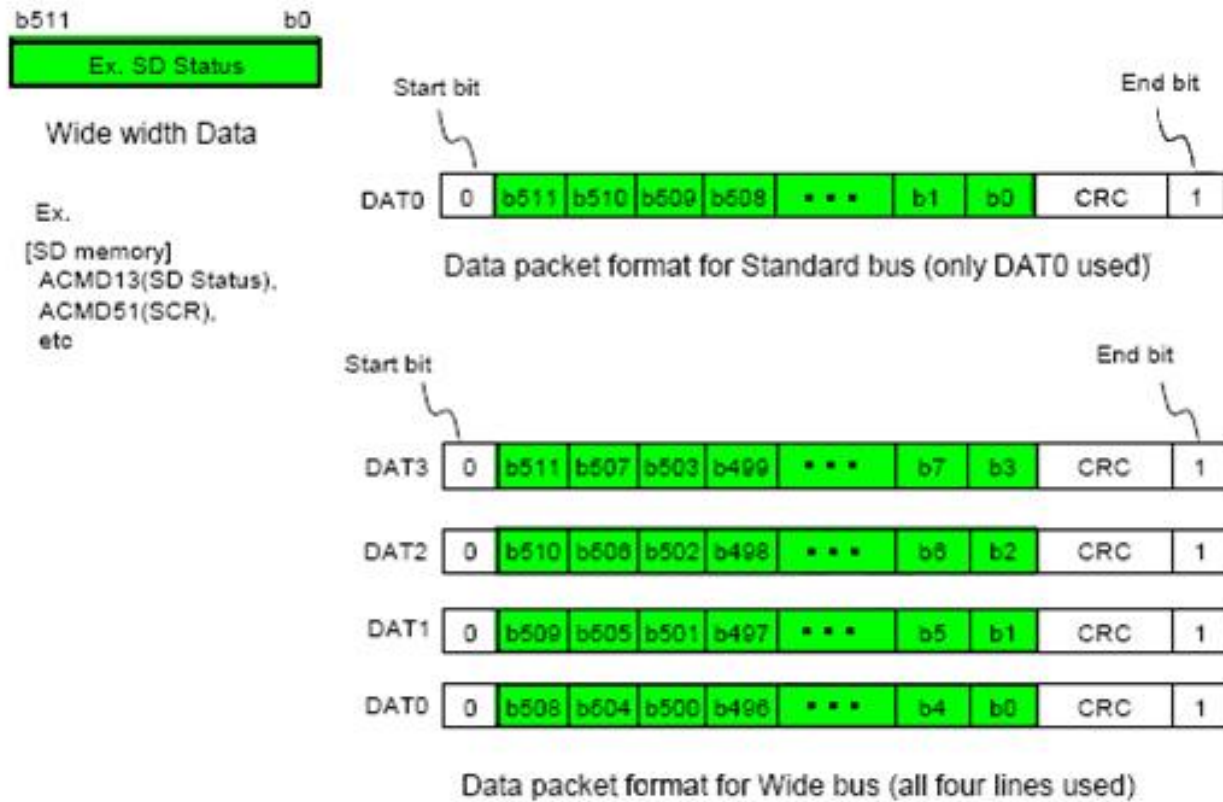 b511 b0
Ex. SD Status
Wide width Data
Ex.
[SD memory]
ACMD13(SD Status),
ACMD51(SCR),
etc
Start bit End bit
DAT0 0 b511 b510 b509 b508 ▪ ▪ ▪ b1 b0 CRC 1
Data packet format for Standard bus (only DAT0 used)
Start bit End bit
DAT3 0 b511 b507 b503 b499 ▪ ▪ ▪ b7 b3 CRC 1
DAT2 0 b510 b506 b502 b498 ▪ ▪ ▪ b6 b2 CRC 1
DAT1 0 b509 b505 b501 b497 ▪ ▪ ▪ b5 b1 CRC 1
DAT0 0 b508 b504 b500 b496 ▪ ▪ ▪ b4 b0 CRC 1
Data packet format for Wide bus (all four lines used)